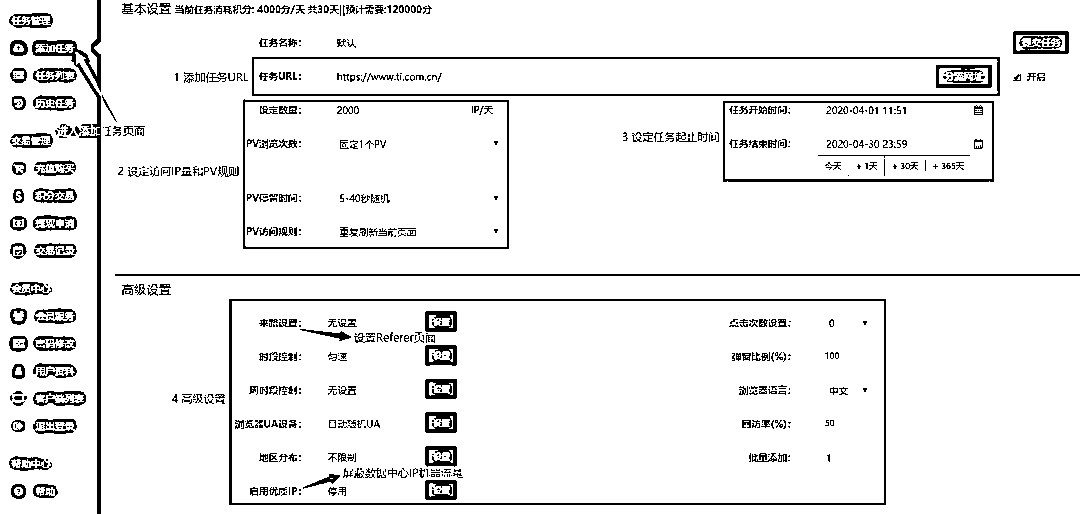 任务管理
添加任务
任务列表
历史任务
进入添加任务页面
交易管理
充值购买
积分交易
提现申请
交易记录
会员中心
会员服务
密码修改
用户资料
退出登录
帮助中心
帮助
基本设置 当前任务消耗积分: 4000分/天 共30天||预计需要:120000分
任务名称: 默认
提交任务
1 添加任务URL 任务URL: https://www.ti.com.cn/
开启
设定数量: 2000 IP/天
PV浏览次数: 固定1个PV
2 设定访问IP量和PV规则
PV停留时间: 5-40秒随机
PV访问规则: 重复刷新当前页面
任务开始时间: 2020-04-01 11:51
3 设定任务起止时间
任务结束时间: 2020-04-30 23:59
今天 + 1天 + 30天 + 365天
高级设置
来路设置: 无设置 设置 点击次数设置: 0
设置Referer页面
时段控制: 匀速 设置 弹窗比例(%): 100
周时段控制: 无设置 设置 浏览器语言: 中文
4 高级设置
浏览器UA设备: 自动随机UA 设置 回访率(%): 50
地区分布: 不限制 设置 批量添加: 1
屏蔽数据中心IP机器流量
启用优质IP: 停用 设置